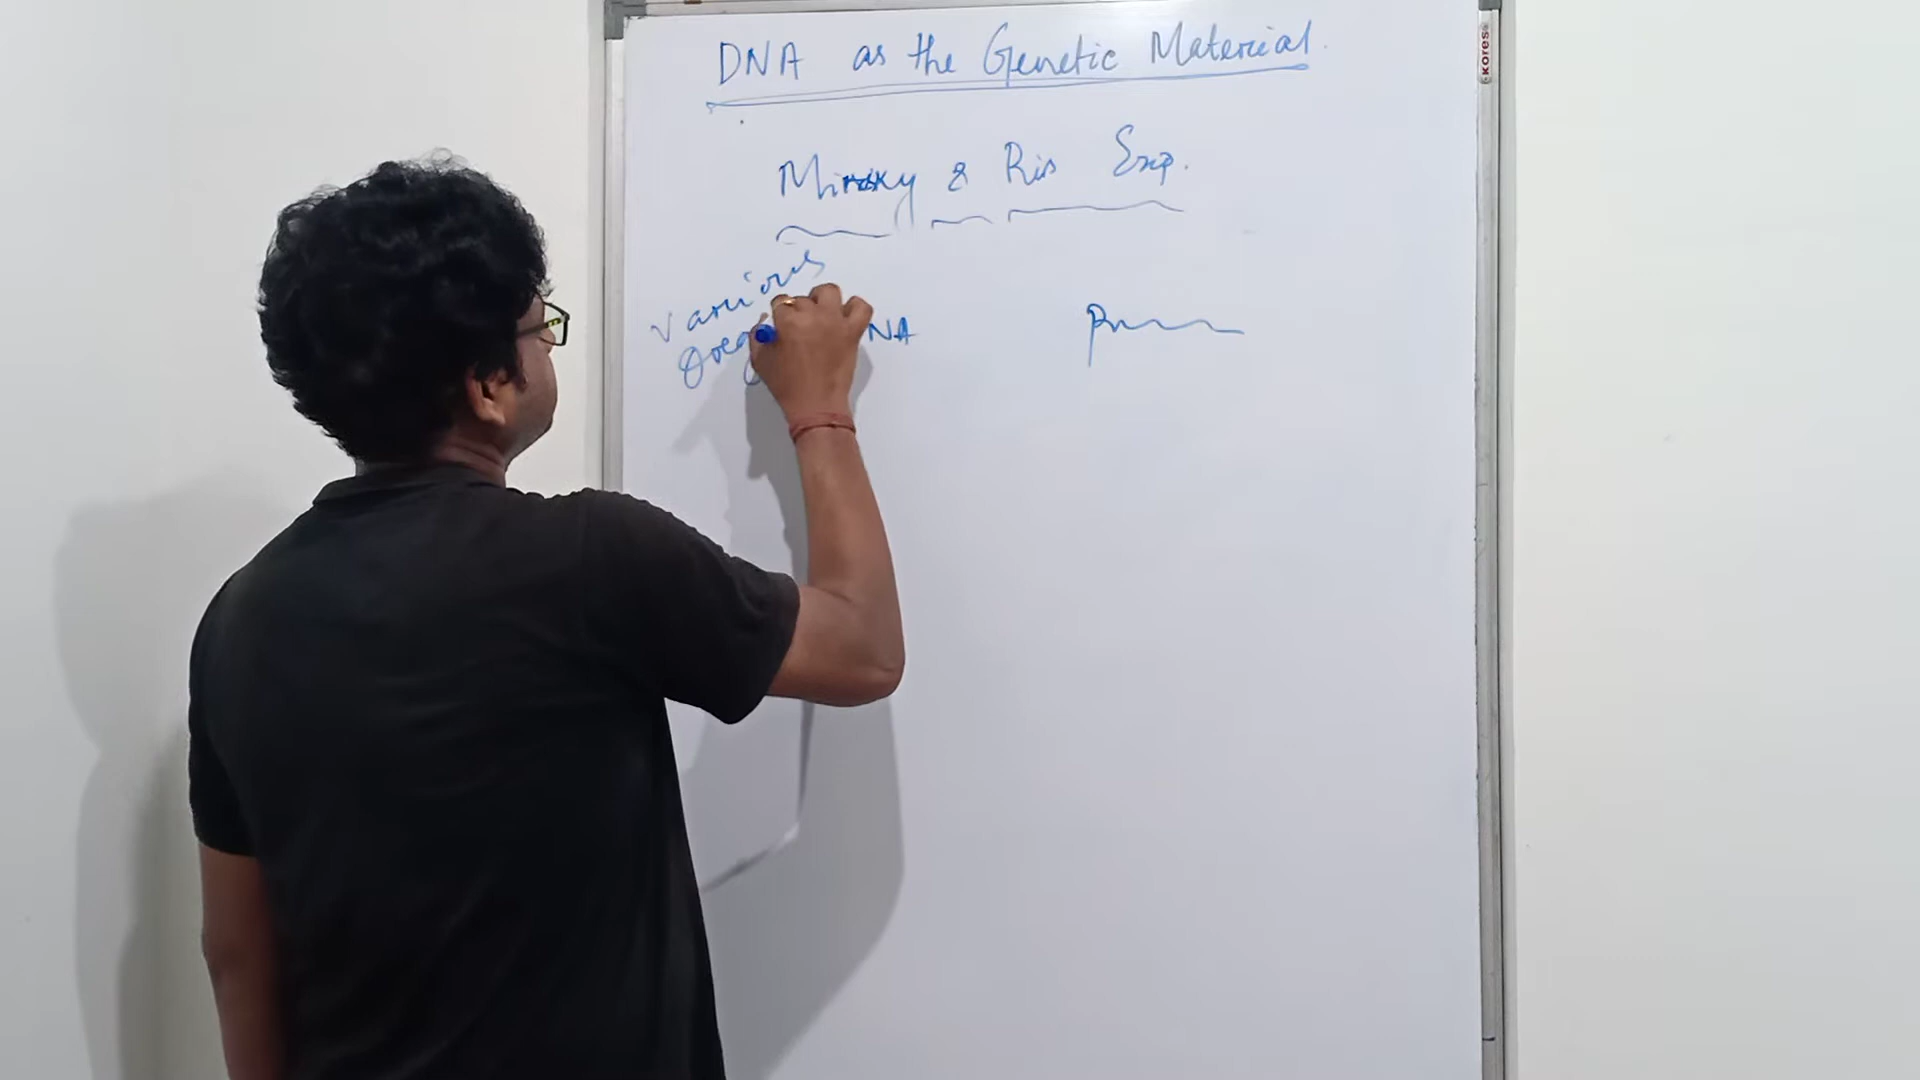 DNA as the Genetic Material.
kores
Mirsky & Ris Exp.
various
NA